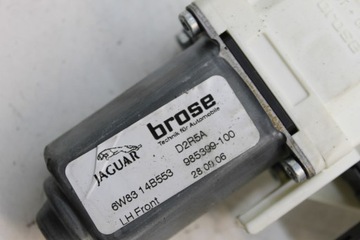 brose
Technik für Automobile
JAGUAR
D2R5A
985399-100
6W83 14B553
28 09 06
LH Front